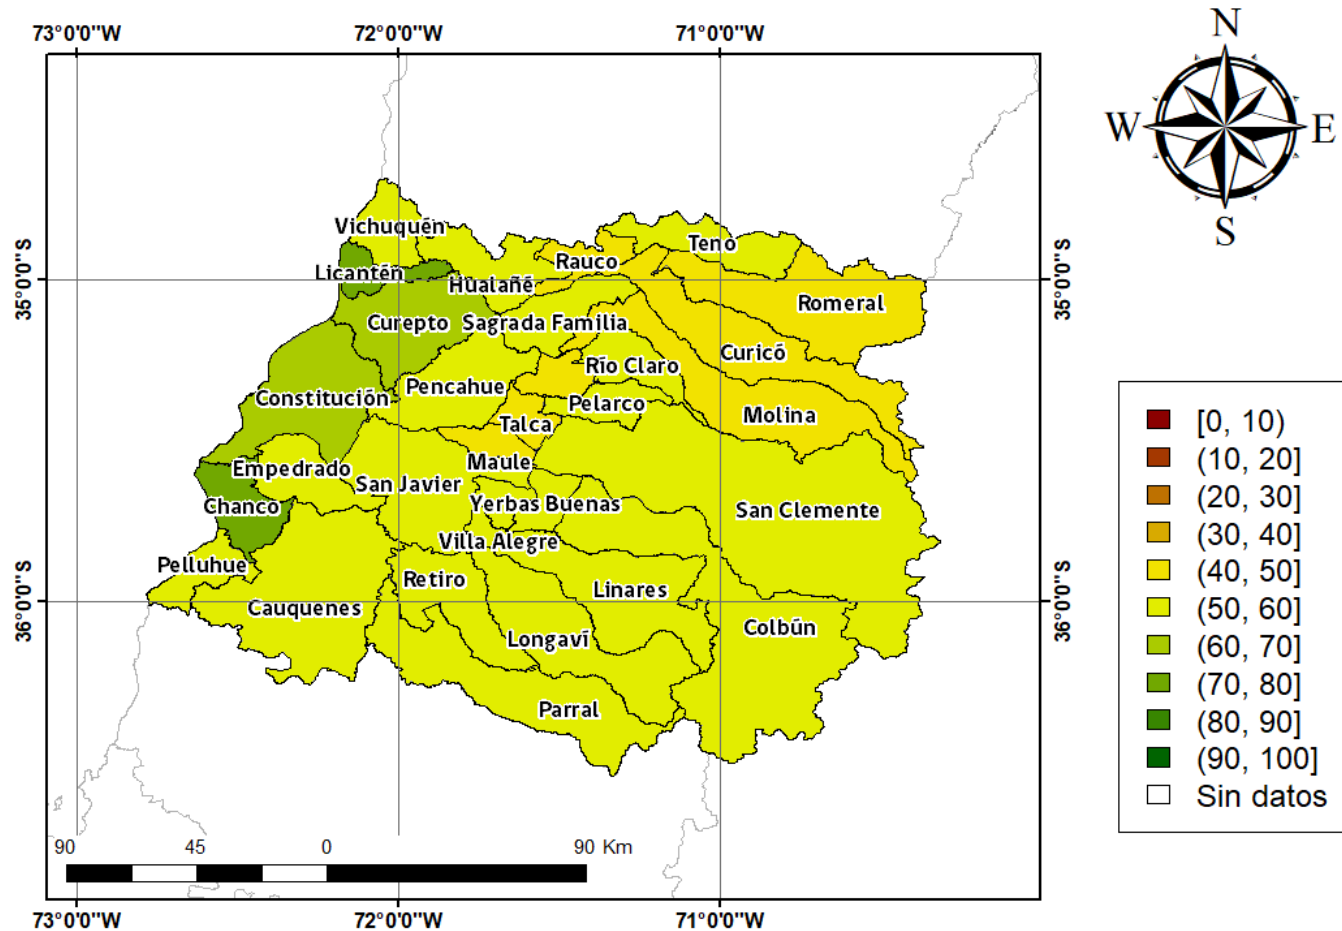 73°0'0"W 72°0'0"W 71°0'0"W
N
W E
S
35°0'0"S
35°0'0"S
36°0'0"S
36°0'0"S
Vichuquén
Teno
Rauco
Licantén
Hualañé
Romeral
Curepto
Sagrada Familia
Curicó
Río Claro
Pencahue
Constitución
Pelarco
Molina
Talca
Maule
Empedrado
San Javier
Chanco
Yerbas Buenas
San Clemente
Villa Alegre
Pelluhue
Retiro
Linares
Cauquenes
Colbún
Longaví
Parral
90 45 0 90 Km
73°0'0"W 72°0'0"W 71°0'0"W
[0, 10)
(10, 20]
(20, 30]
(30, 40]
(40, 50]
(50, 60]
(60, 70]
(70, 80]
(80, 90]
(90, 100]
Sin datos